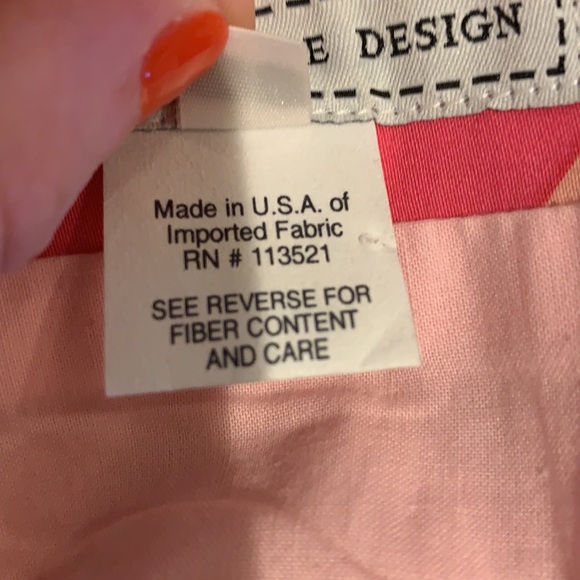 E DESIGN
Made in U.S.A. of
Imported Fabric
RN # 113521
SEE REVERSE FOR
FIBER CONTENT
AND CARE